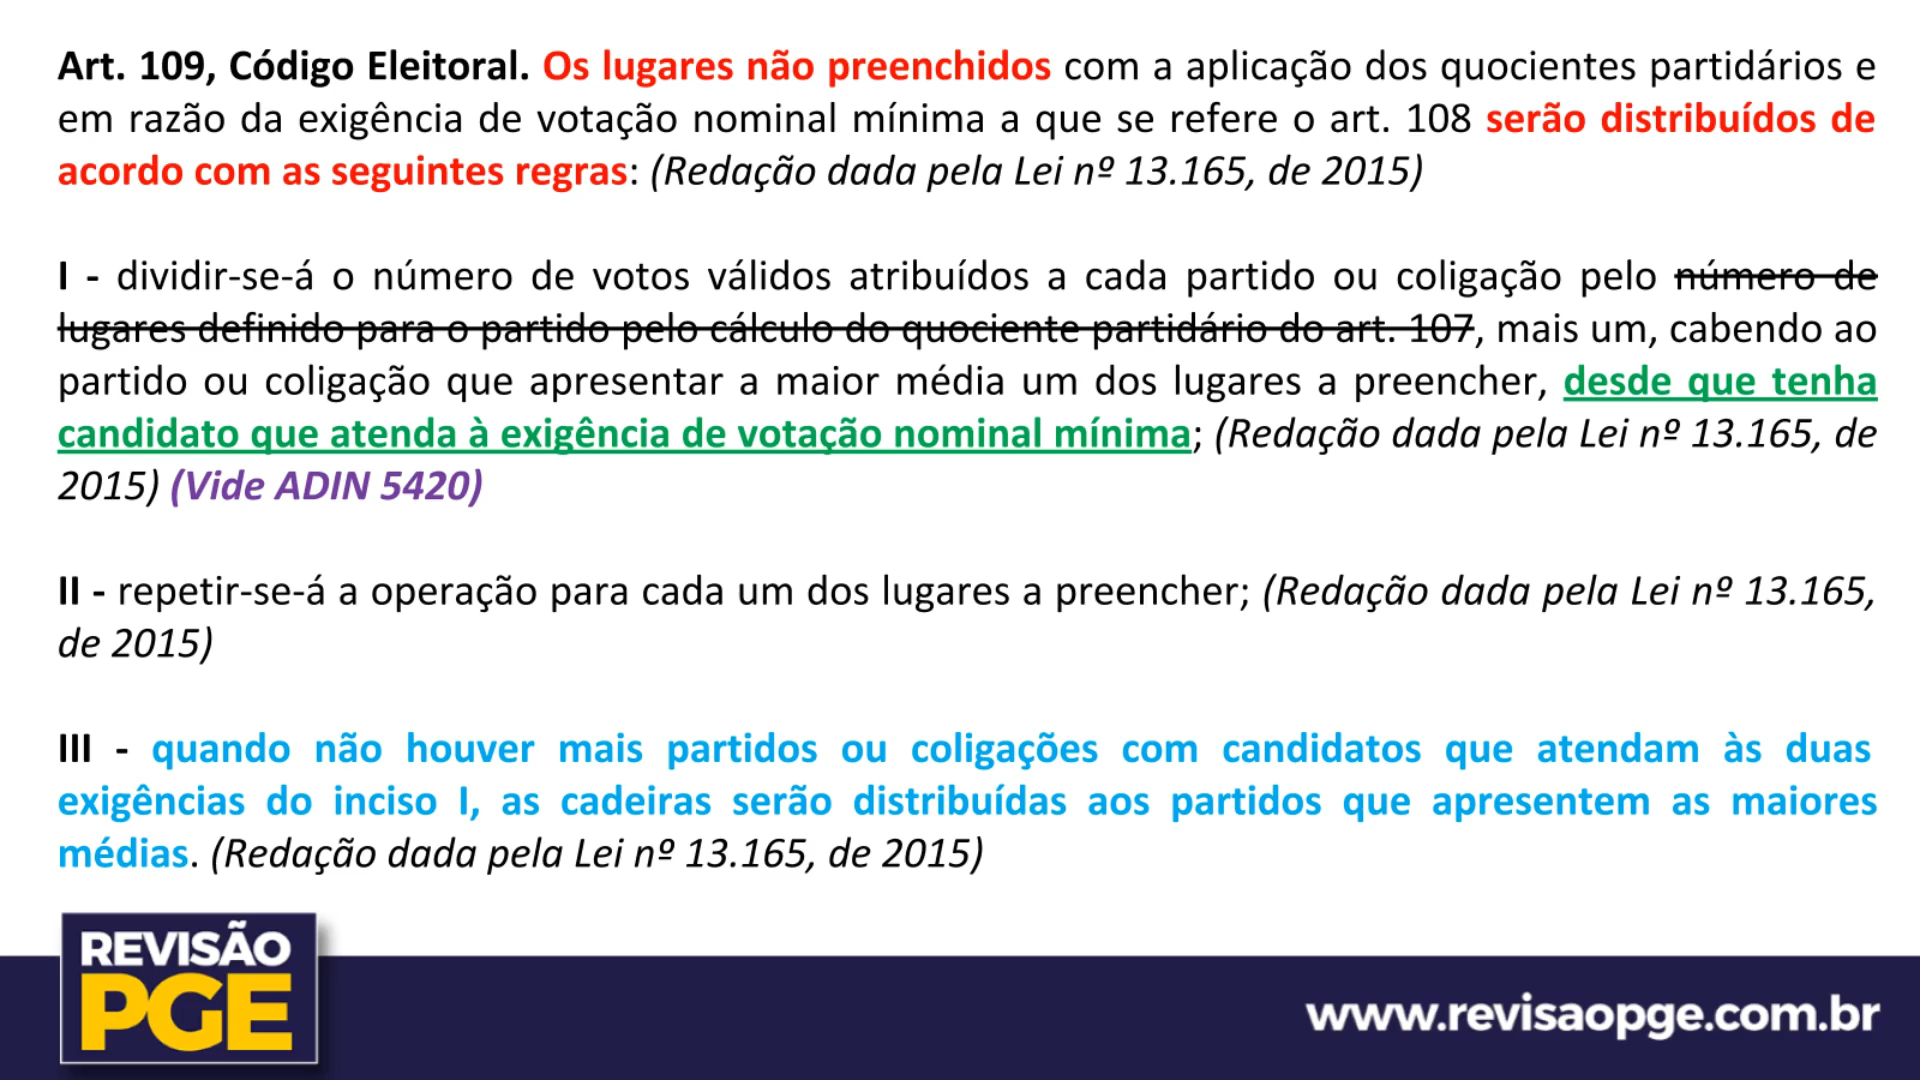 Art. 109, Código Eleitoral. Os lugares não preenchidos com a aplicação dos quocientes partidários e
em razão da exigência de votação nominal mínima a que se refere o art. 108 serão distribuídos de
acordo com as seguintes regras: (Redação dada pela Lei nº 13.165, de 2015)
I - dividir-se-á o número de votos válidos atribuídos a cada partido ou coligação pelo número de
lugares definido para o partido pelo cálculo do quociente partidário do art. 107, mais um, cabendo ao
partido ou coligação que apresentar a maior média um dos lugares a preencher, desde que tenha
candidato que atenda à exigência de votação nominal mínima; (Redação dada pela Lei nº 13.165, de
2015) (Vide ADIN 5420)
II - repetir-se-á a operação para cada um dos lugares a preencher; (Redação dada pela Lei nº 13.165,
de 2015)
III - quando não houver mais partidos ou coligações com candidatos que atendam às duas
exigências do inciso I, as cadeiras serão distribuídas aos partidos que apresentem as maiores
médias. (Redação dada pela Lei nº 13.165, de 2015)
REVISÃO
PGE
www.revisaopge.com.br